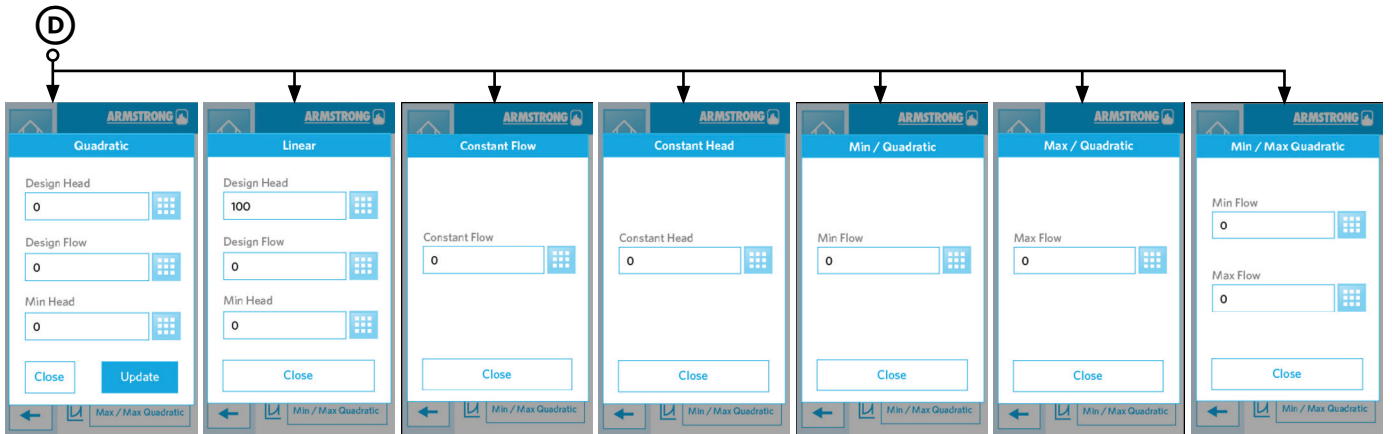 D
ARMSTRONG
Quadratic
Design Head
0
Design Flow
0
Min Head
0
Close
Update
Max / Max Quadratic
ARMSTRONG
Linear
Design Head
100
Design Flow
0
Min Head
0
Close
Min / Max Quadratic
ARMSTRONG
Constant Flow
Constant Flow
0
Close
Min / Max Quadratic
ARMSTRONG
Constant Head
Constant Head
0
Close
Min / Max Quadratic
ARMSTRONG
Min / Quadratic
Min Flow
0
Close
Min / Max Quadratic
ARMSTRONG
Max / Quadratic
Max Flow
0
Close
Min / Max Quadratic
ARMSTRONG
Min / Max Quadratic
Min Flow
0
Max Flow
0
Close
Min / Max Quadratic